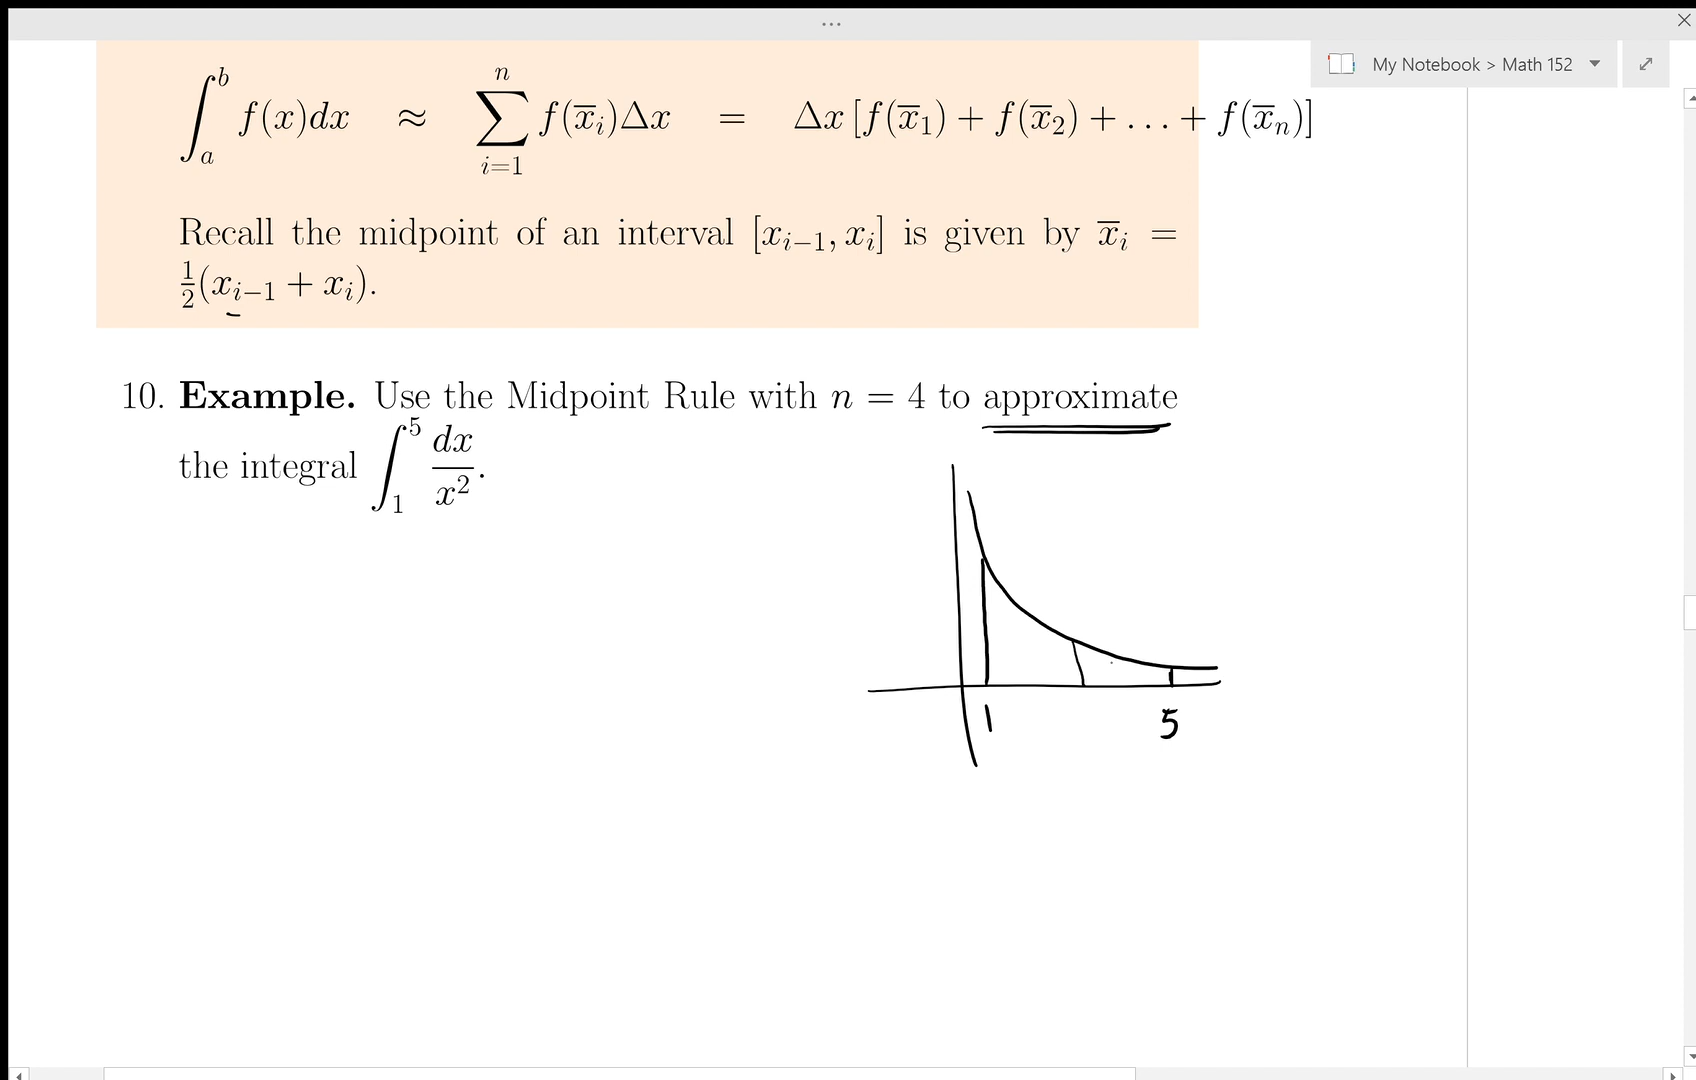 ...
My Notebook > Math 152
∫_a^b f(x)dx ≈ ∑_{i=1}^n f(x̅_i)Δx = Δx [f(x̅_1) + f(x̅_2) + . . . + f(x̅_n)]
Recall the midpoint of an interval [x_{i−1}, x_i] is given by x̅_i =
½(x_{i−1} + x_i).
10. Example. Use the Midpoint Rule with n = 4 to approximate
the integral ∫_1^5 dx/x².
1 5